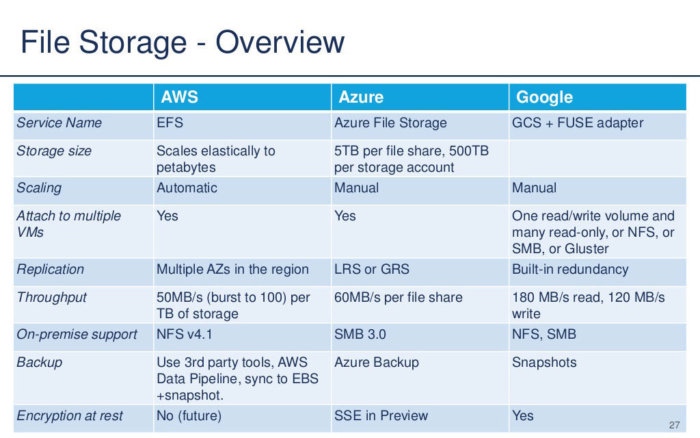 File Storage - Overview
AWS Azure Google
Service Name EFS Azure File Storage GCS + FUSE adapter
Storage size Scales elastically to 5TB per file share, 500TB
petabytes per storage account
Scaling Automatic Manual Manual
Attach to multiple Yes Yes One read/write volume and
VMs many read-only, or NFS, or
SMB, or Gluster
Replication Multiple AZs in the region LRS or GRS Built-in redundancy
Throughput 50MB/s (burst to 100) per 60MB/s per file share 180 MB/s read, 120 MB/s
TB of storage write
On-premise support NFS v4.1 SMB 3.0 NFS, SMB
Backup Use 3rd party tools, AWS Azure Backup Snapshots
Data Pipeline, sync to EBS
+snapshot.
Encryption at rest No (future) SSE in Preview Yes
27